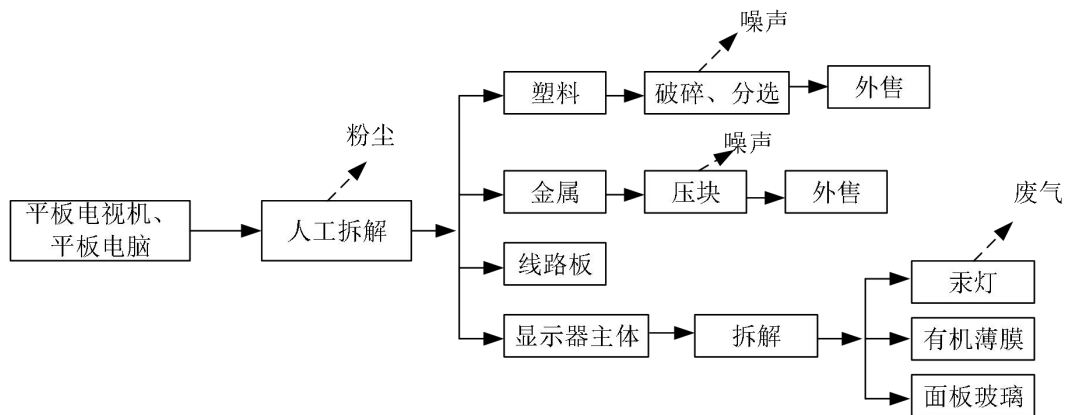 噪声
塑料
破碎、分选
外售
粉尘
噪声
金属
压块
外售
废气
平板电视机、
平板电脑
人工拆解
线路板
汞灯
显示器主体
拆解
有机薄膜
面板玻璃